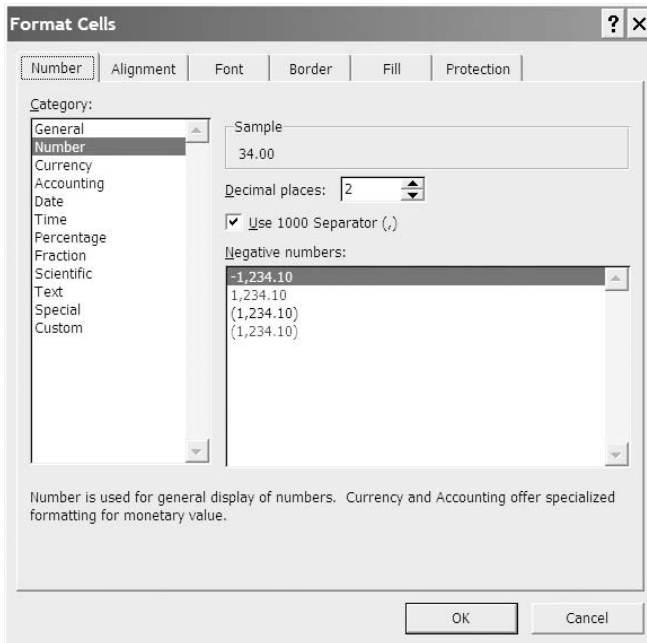 Format Cells
? ×
Number Alignment Font Border Fill Protection
Category:
General
Number
Currency
Accounting
Date
Time
Percentage
Fraction
Scientific
Text
Special
Custom
Sample
34.00
Decimal places: 2
Use 1000 Separator (,)
Negative numbers:
-1,234.10
1,234.10
(1,234.10)
(1,234.10)
Number is used for general display of numbers. Currency and Accounting offer specialized
formatting for monetary value.
OK Cancel